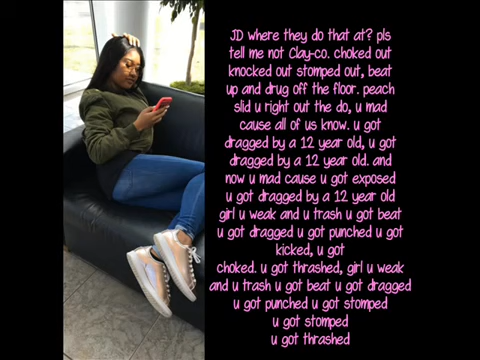 JD where they do that at? pls
tell me not Clay-co. choked out
knocked out stomped out, beat
up and drug off the floor. peach
slid u right out the do, u mad
cause all of us know. u got
dragged by a 12 year old, u got
dragged by a 12 year old. and
now u mad cause u got exposed
u got dragged by a 12 year old
girl u weak and u trash u got beat
u got dragged u got punched u got
kicked, u got
choked. u got thrashed, girl u weak
and u trash u got beat u got dragged
u got punched u got stomped
u got stomped
u got thrashed